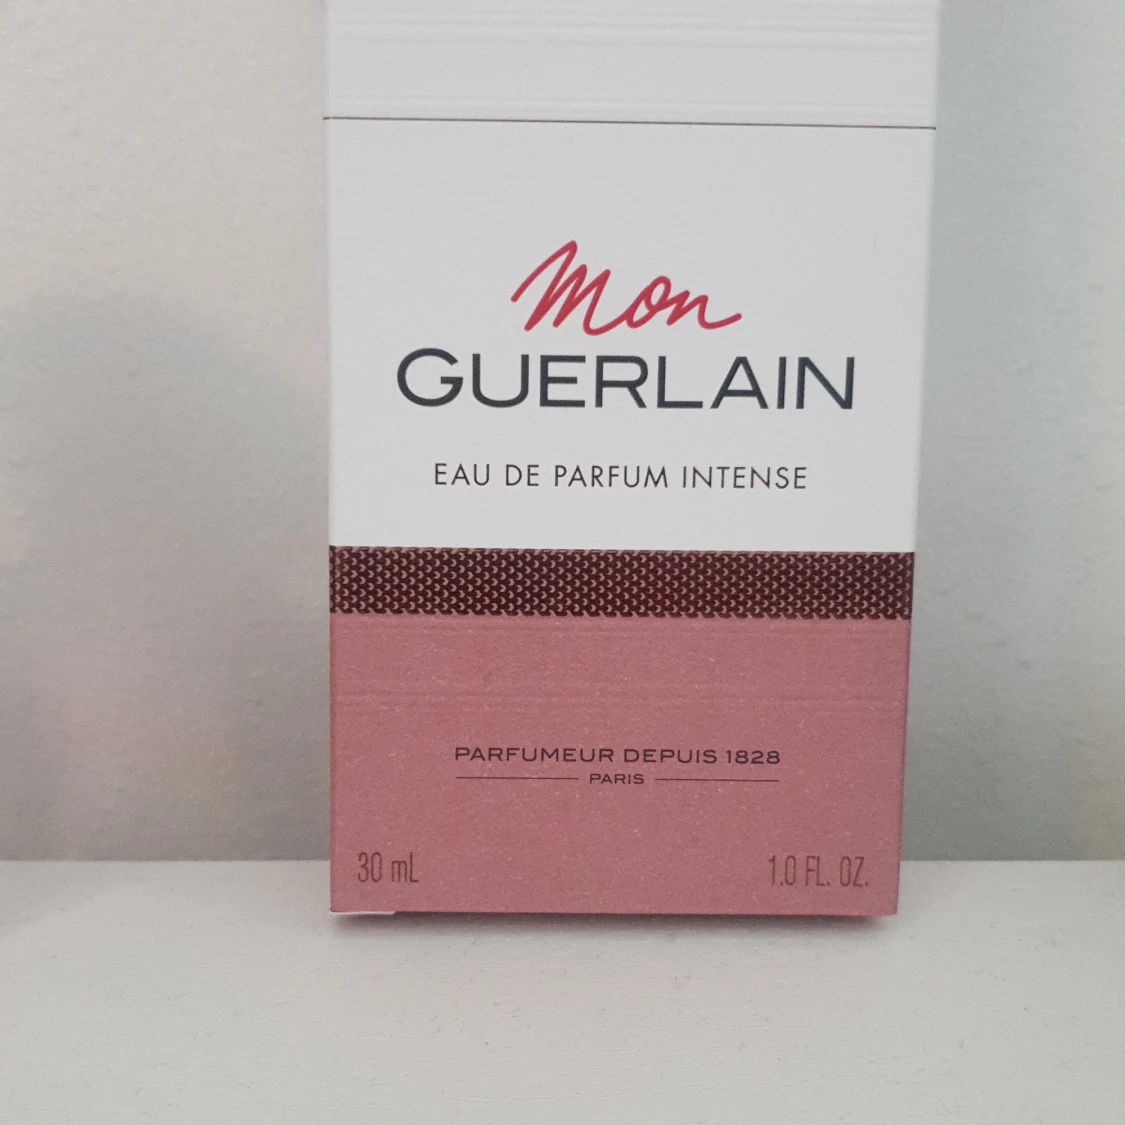 Mon
GUERLAIN
EAU DE PARFUM INTENSE
PARFUMEUR DEPUIS 1828
PARIS
30 mL 1.0 FL. OZ.